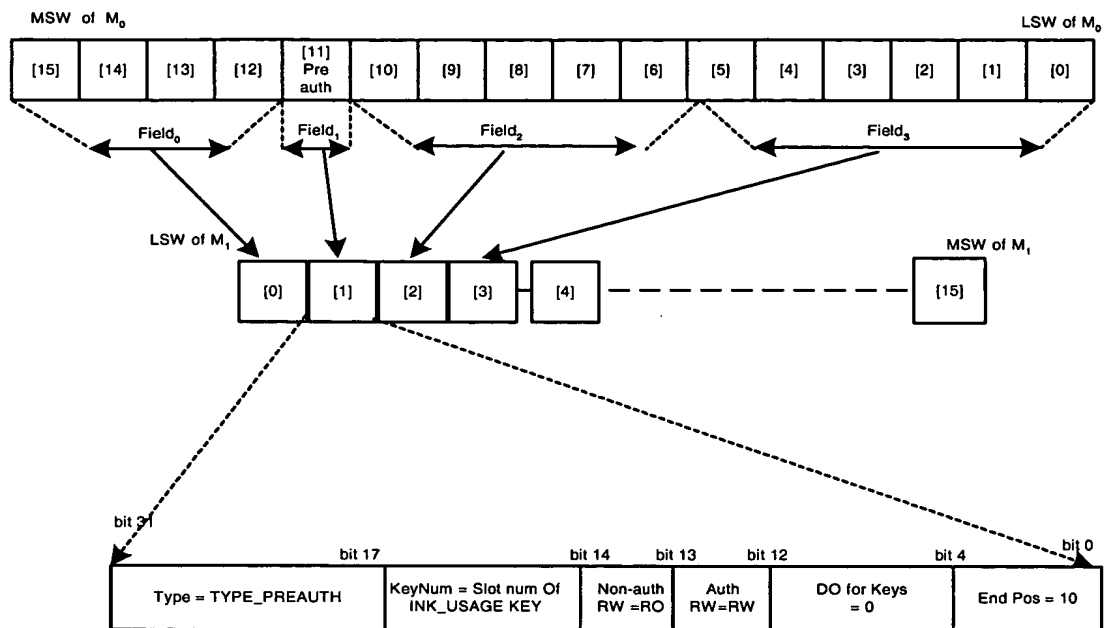 MSW of M0
LSW of M0
[15] [14] [13] [12] [11] Pre auth [10] [9] [8] [7] [6] [5] [4] [3] [2] [1] [0]
Field0 Field1 Field2 Field3
LSW of M1
MSW of M1
[0] [1] [2] [3] [4] [15]
bit 31
bit 17
bit 14
bit 13
bit 12
bit 4
bit 0
Type = TYPE_PREAUTH
KeyNum = Slot num Of
INK_USAGE KEY
Non-auth
RW =RO
Auth
RW=RW
DO for Keys
= 0
End Pos = 10